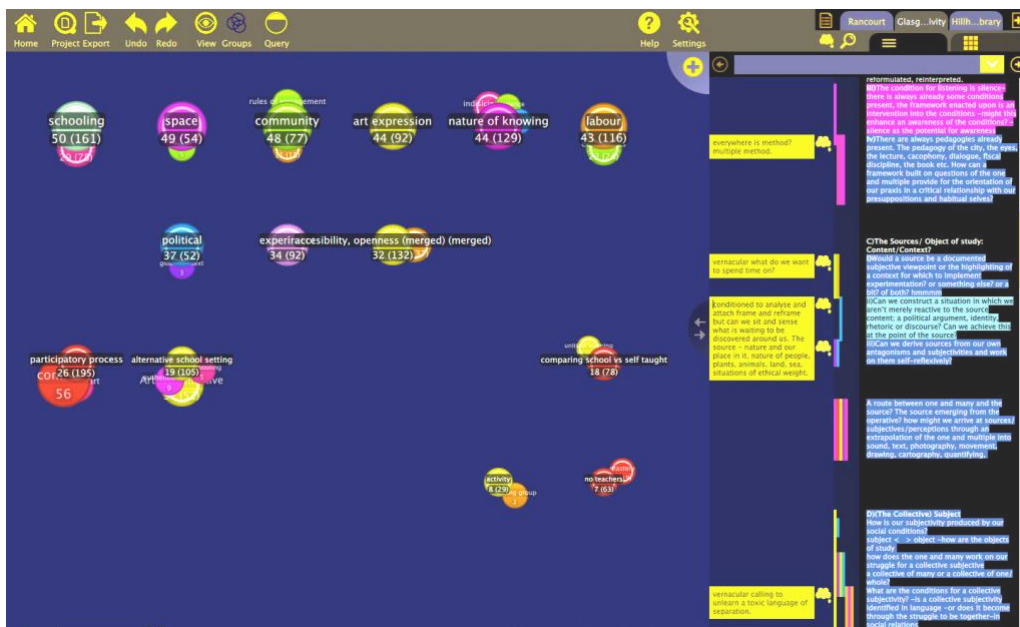 Home
Project Export
Undo Redo
View Groups
Query
Help Settings
Rancourt
Glasg...ivity
Hillh...brary
schooling
50 (161)
space
49 (54)
community
48 (77)
art expression
44 (92)
nature of knowing
44 (129)
labour
43 (116)
political
37 (52)
34 (92)
accesibility, openness (merged) (merged)
32 (132)
participatory process
26 (195)
56
alternative school setting
19 (105)
comparing school vs self taught
18 (78)
activity
8 (29)
no teachers
7 (63)
everywhere is method?
multiple method.
vernacular what do we want
to spend time on?
conditioned to analyse and
attach frame and reframe
but can we sit and sense
what is waiting to be
discovered around us. The
source - nature and our
place in it, nature of people,
plants, animals, land, sea,
situations of ethical weight.
vernacular calling to
unlearn a toxic language of
separation.
reformulated, reinterpreted.
iii)The condition for listening is silence-
there is always already some conditions
present, the framework enacted upon is an
intervention into the conditions -might this
enhance an awareness of the conditions? -
silence as the potential for awareness
iv)There are always pedagogies already
present. The pedagogy of the city, the eyes,
the lecture, cacophony, dialogue, fiscal
discipline, the book etc. How can a
framework built on questions of the one
and multiple provide for the orientation of
our praxis in a critical relationship with our
presuppositions and habitual selves?
C)The Sources/ Object of study:
Content/Context?
i)Would a source be a documented
subjective viewpoint or the highlighting of
a context for which to implement
experimentation? or something else? or a
bit? of both? hmmmm
ii)Can we construct a situation in which we
aren't merely reactive to the source
content; a political argument, identity,
rhetoric or discourse? Can we achieve this
at the point of the source?
iii)Can we derive sources from our own
antagonisms and subjectivities and work
on them self-reflexively?
A route between one and many and the
source? The source emerging from the
operative? how might we arrive at sources/
subjectives/perceptions through an
extrapolation of the one and multiple into
sound, text, photography, movement,
drawing, cartography, quantifying,
D)(The Collective) Subject
How is our subjectivity produced by our
social conditions?
subject < > object -how are the objects
of study
how does the one and many work on our
struggle for a collective subjective
a collective of many or a collective of one/
whole?
What are the conditions for a collective
subjectivity? -is a collective subjectivity
identified in language -or does it become
through the struggle to be together-in
social relations